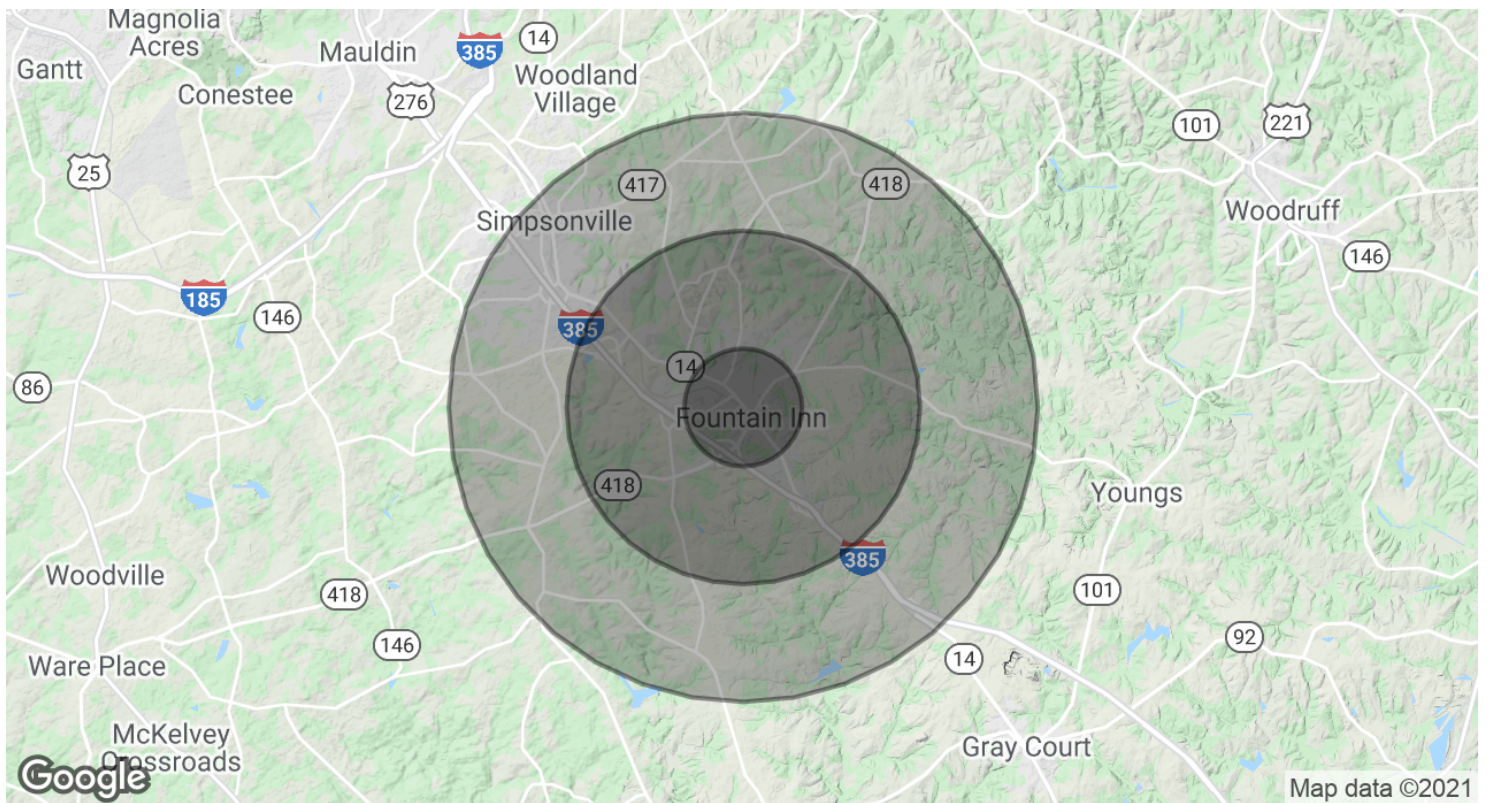 Magnolia
Acres
Mauldin
385
14
Gantt
Woodland
Village
Conestee
276
101
221
25
417
418
Simpsonville
Woodruff
146
185
146
385
14
86
Fountain Inn
418
Youngs
385
Woodville
418
101
146
92
Ware Place
14
McKelvey
Crossroads
Gray Court
Google
Map data ©2021